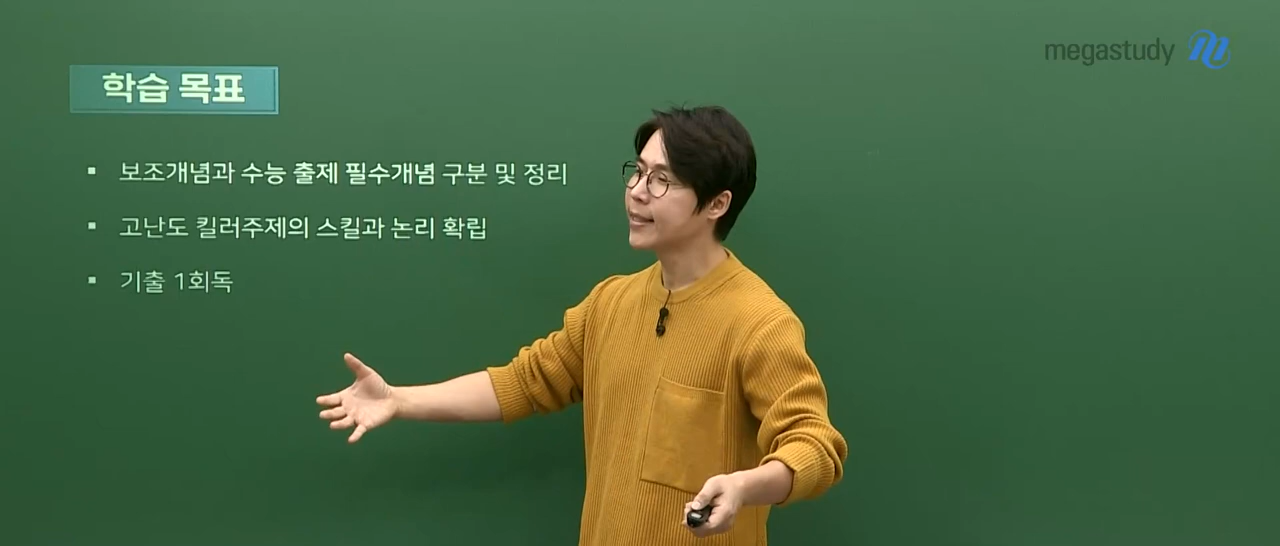 megastudy
학습 목표
▪ 보조개념과 수능 출제 필수개념 구분 및 정리
▪ 고난도 킬러주제의 스킬과 논리 확립
▪ 기출 1회독